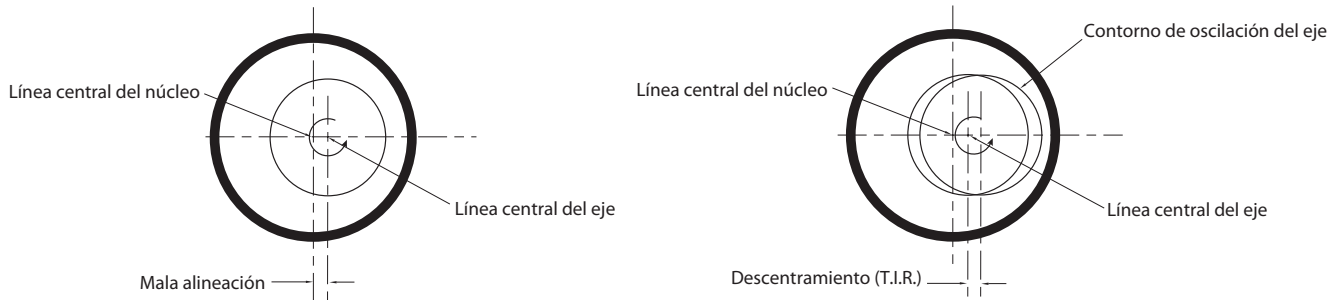 Línea central del núcleo
Línea central del eje
Mala alineación
Contorno de oscilación del eje
Línea central del núcleo
Línea central del eje
Descentramiento (T.I.R.)